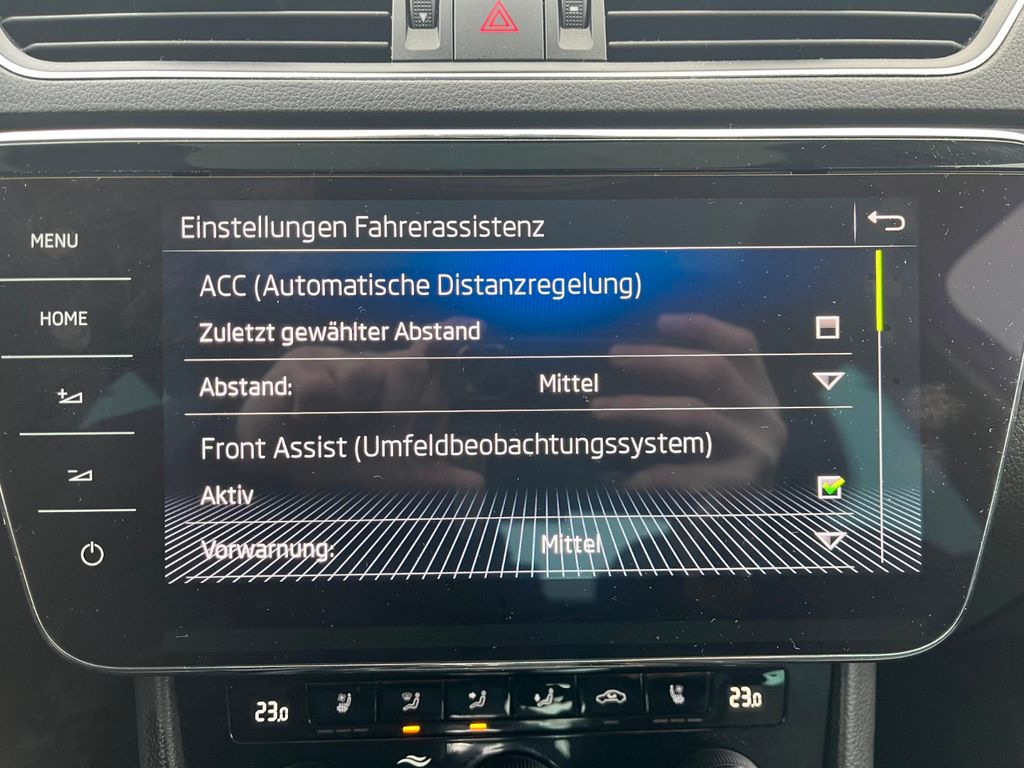 MENU
HOME
Einstellungen Fahrerassistenz
ACC (Automatische Distanzregelung)
Zuletzt gewählter Abstand
Abstand: Mittel
Front Assist (Umfeldbeobachtungssystem)
Aktiv
Vorwarnung: Mittel
23.0 23.0